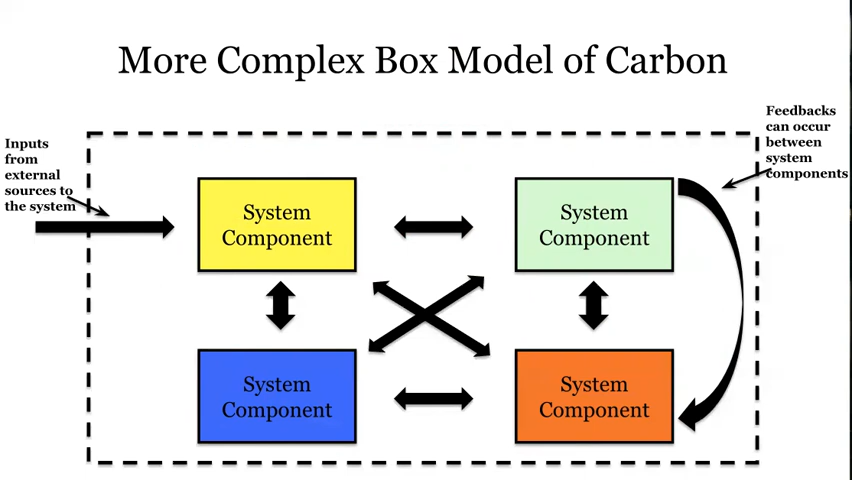 More Complex Box Model of Carbon
Feedbacks
can occur
between
system
components
Inputs
from
external
sources to
the system
System
Component
System
Component
System
Component
System
Component